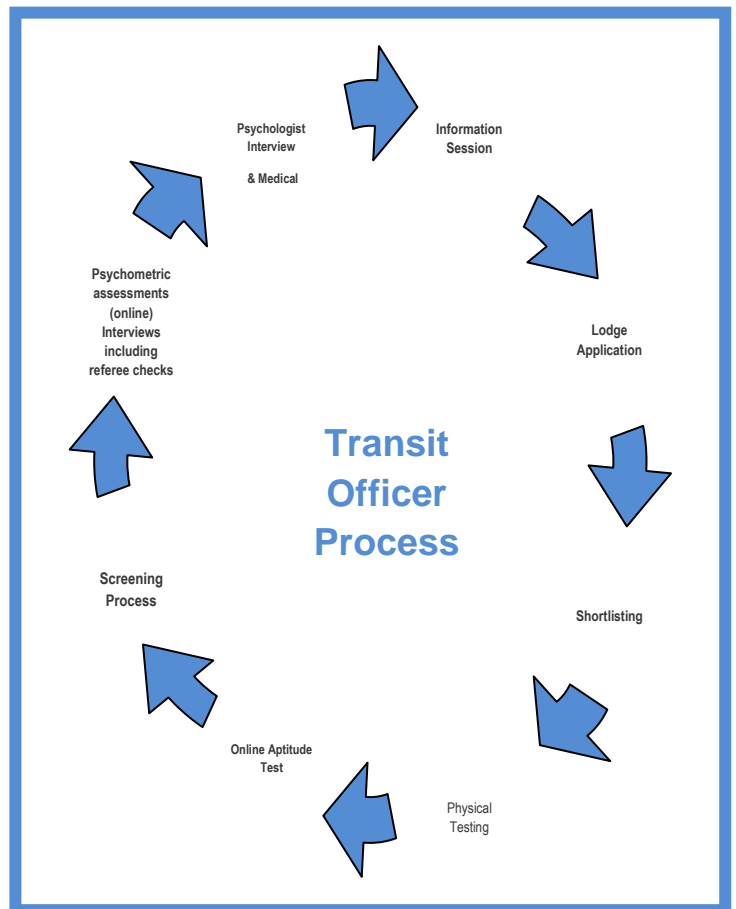 Psychologist
Interview
& Medical
Information
Session
Lodge
Application
Shortlisting
Physical
Testing
Online Aptitude
Test
Screening
Process
Psychometric
assessments
(online)
Interviews
including
referee checks
Transit
Officer
Process